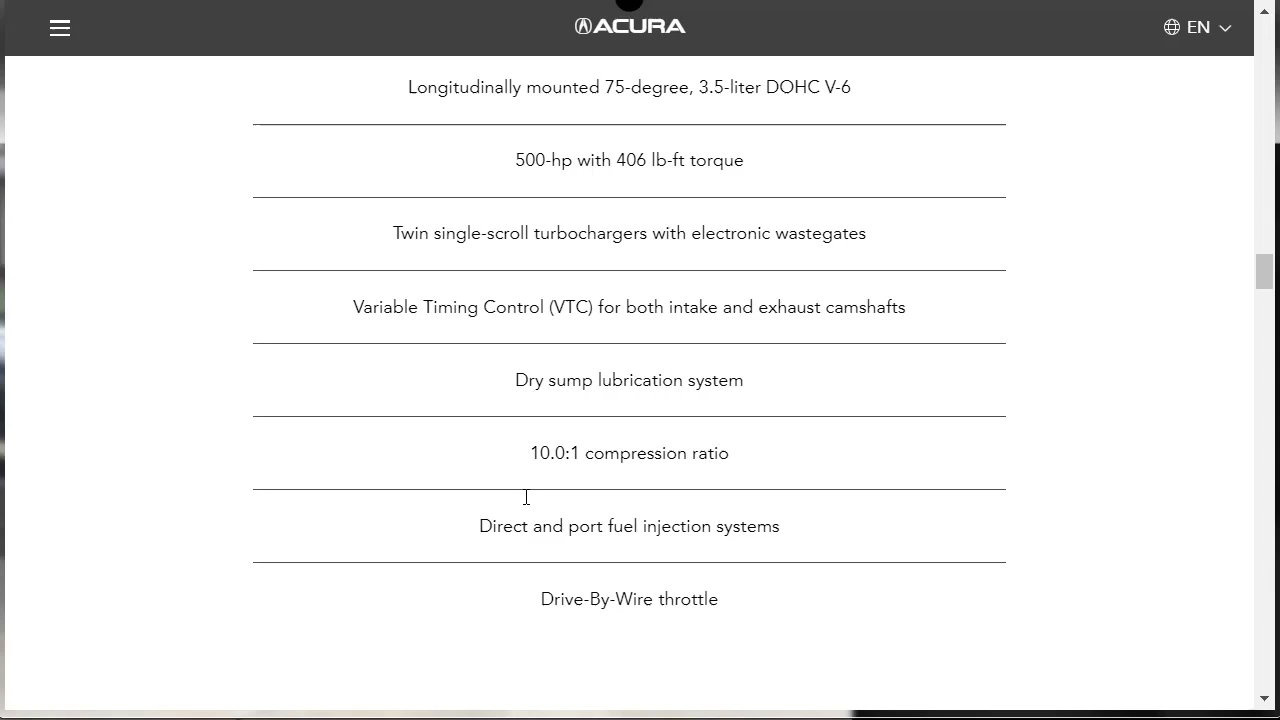 ACURA
EN
Longitudinally mounted 75-degree, 3.5-liter DOHC V-6
500-hp with 406 lb-ft torque
Twin single-scroll turbochargers with electronic wastegates
Variable Timing Control (VTC) for both intake and exhaust camshafts
Dry sump lubrication system
10.0:1 compression ratio
Direct and port fuel injection systems
Drive-By-Wire throttle